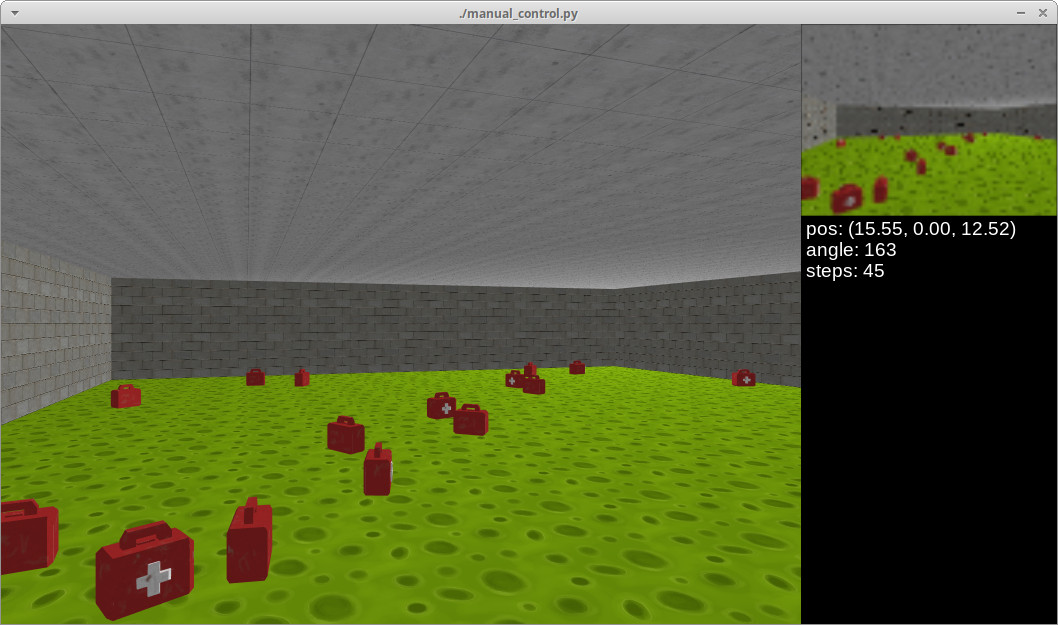 ./manual_control.py
pos: (15.55, 0.00, 12.52)
angle: 163
steps: 45